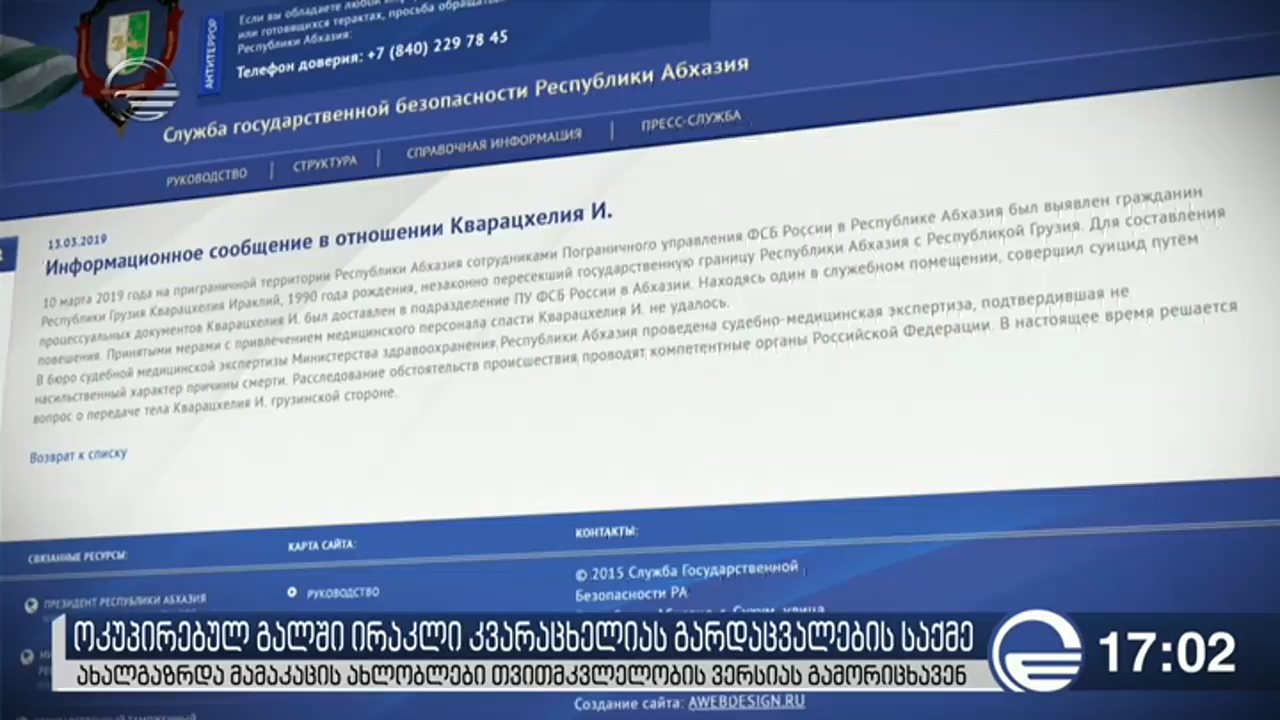 Если вы обладаете любой
или готовящихся терактах, просьба
Республики Абхазия:
Телефон доверия: +7 (840) 229 78 45
АНТИТЕРРОР
Служба государственной безопасности Республики Абхазия
РУКОВОДСТВО | СТРУКТУРА | СПРАВОЧНАЯ ИНФОРМАЦИЯ | ПРЕСС-СЛУЖБА
13.03.2019
Информационное сообщение в отношении Кварацхелия И.
10 марта 2019 года на приграничной территории Республики Абхазия сотрудниками Пограничного управления ФСБ России в Республике Абхазия был выявлен гражданин
Республики Грузия Кварацхелия Ираклий, 1990 года рождения, незаконно пересекший государственную границу Республики Абхазия с Республикой Грузия. Для составления
процессуальных документов Кварацхелия И. был доставлен в подразделение ПУ ФСБ России в Абхазии. Находясь один в служебном помещении, совершил суицид путём
повешения. Принятыми мерами с привлечением медицинского персонала спасти Кварацхелия И. не удалось.
В бюро судебной медицинской экспертизы Министерства здравоохранения Республики Абхазия проведена судебно-медицинская экспертиза, подтвердившая не
насильственный характер причины смерти. Расследование обстоятельств происшествия проводят компетентные органы Российской Федерации. В настоящее время решается
вопрос о передаче тела Кварацхелия И. грузинской стороне.
Возврат к списку
СВЯЗАННЫЕ РЕСУРСЫ:
ПРЕЗИДЕНТ РЕСПУБЛИКИ АБХАЗИЯ
КАРТА САЙТА:
РУКОВОДСТВО
КОНТАКТЫ:
© 2015 Служба Государственной
Безопасности РА
ოკუპირებულ გალში ირაკლი კვარაცხელიას გარდაცვალების საქმე
ახალგაზრდა მამაკაცის ახლობლები თვითმკვლელობის ვერსიას გამორიცხავენ
17:02
Создание сайта: AWEBDESIGN.RU